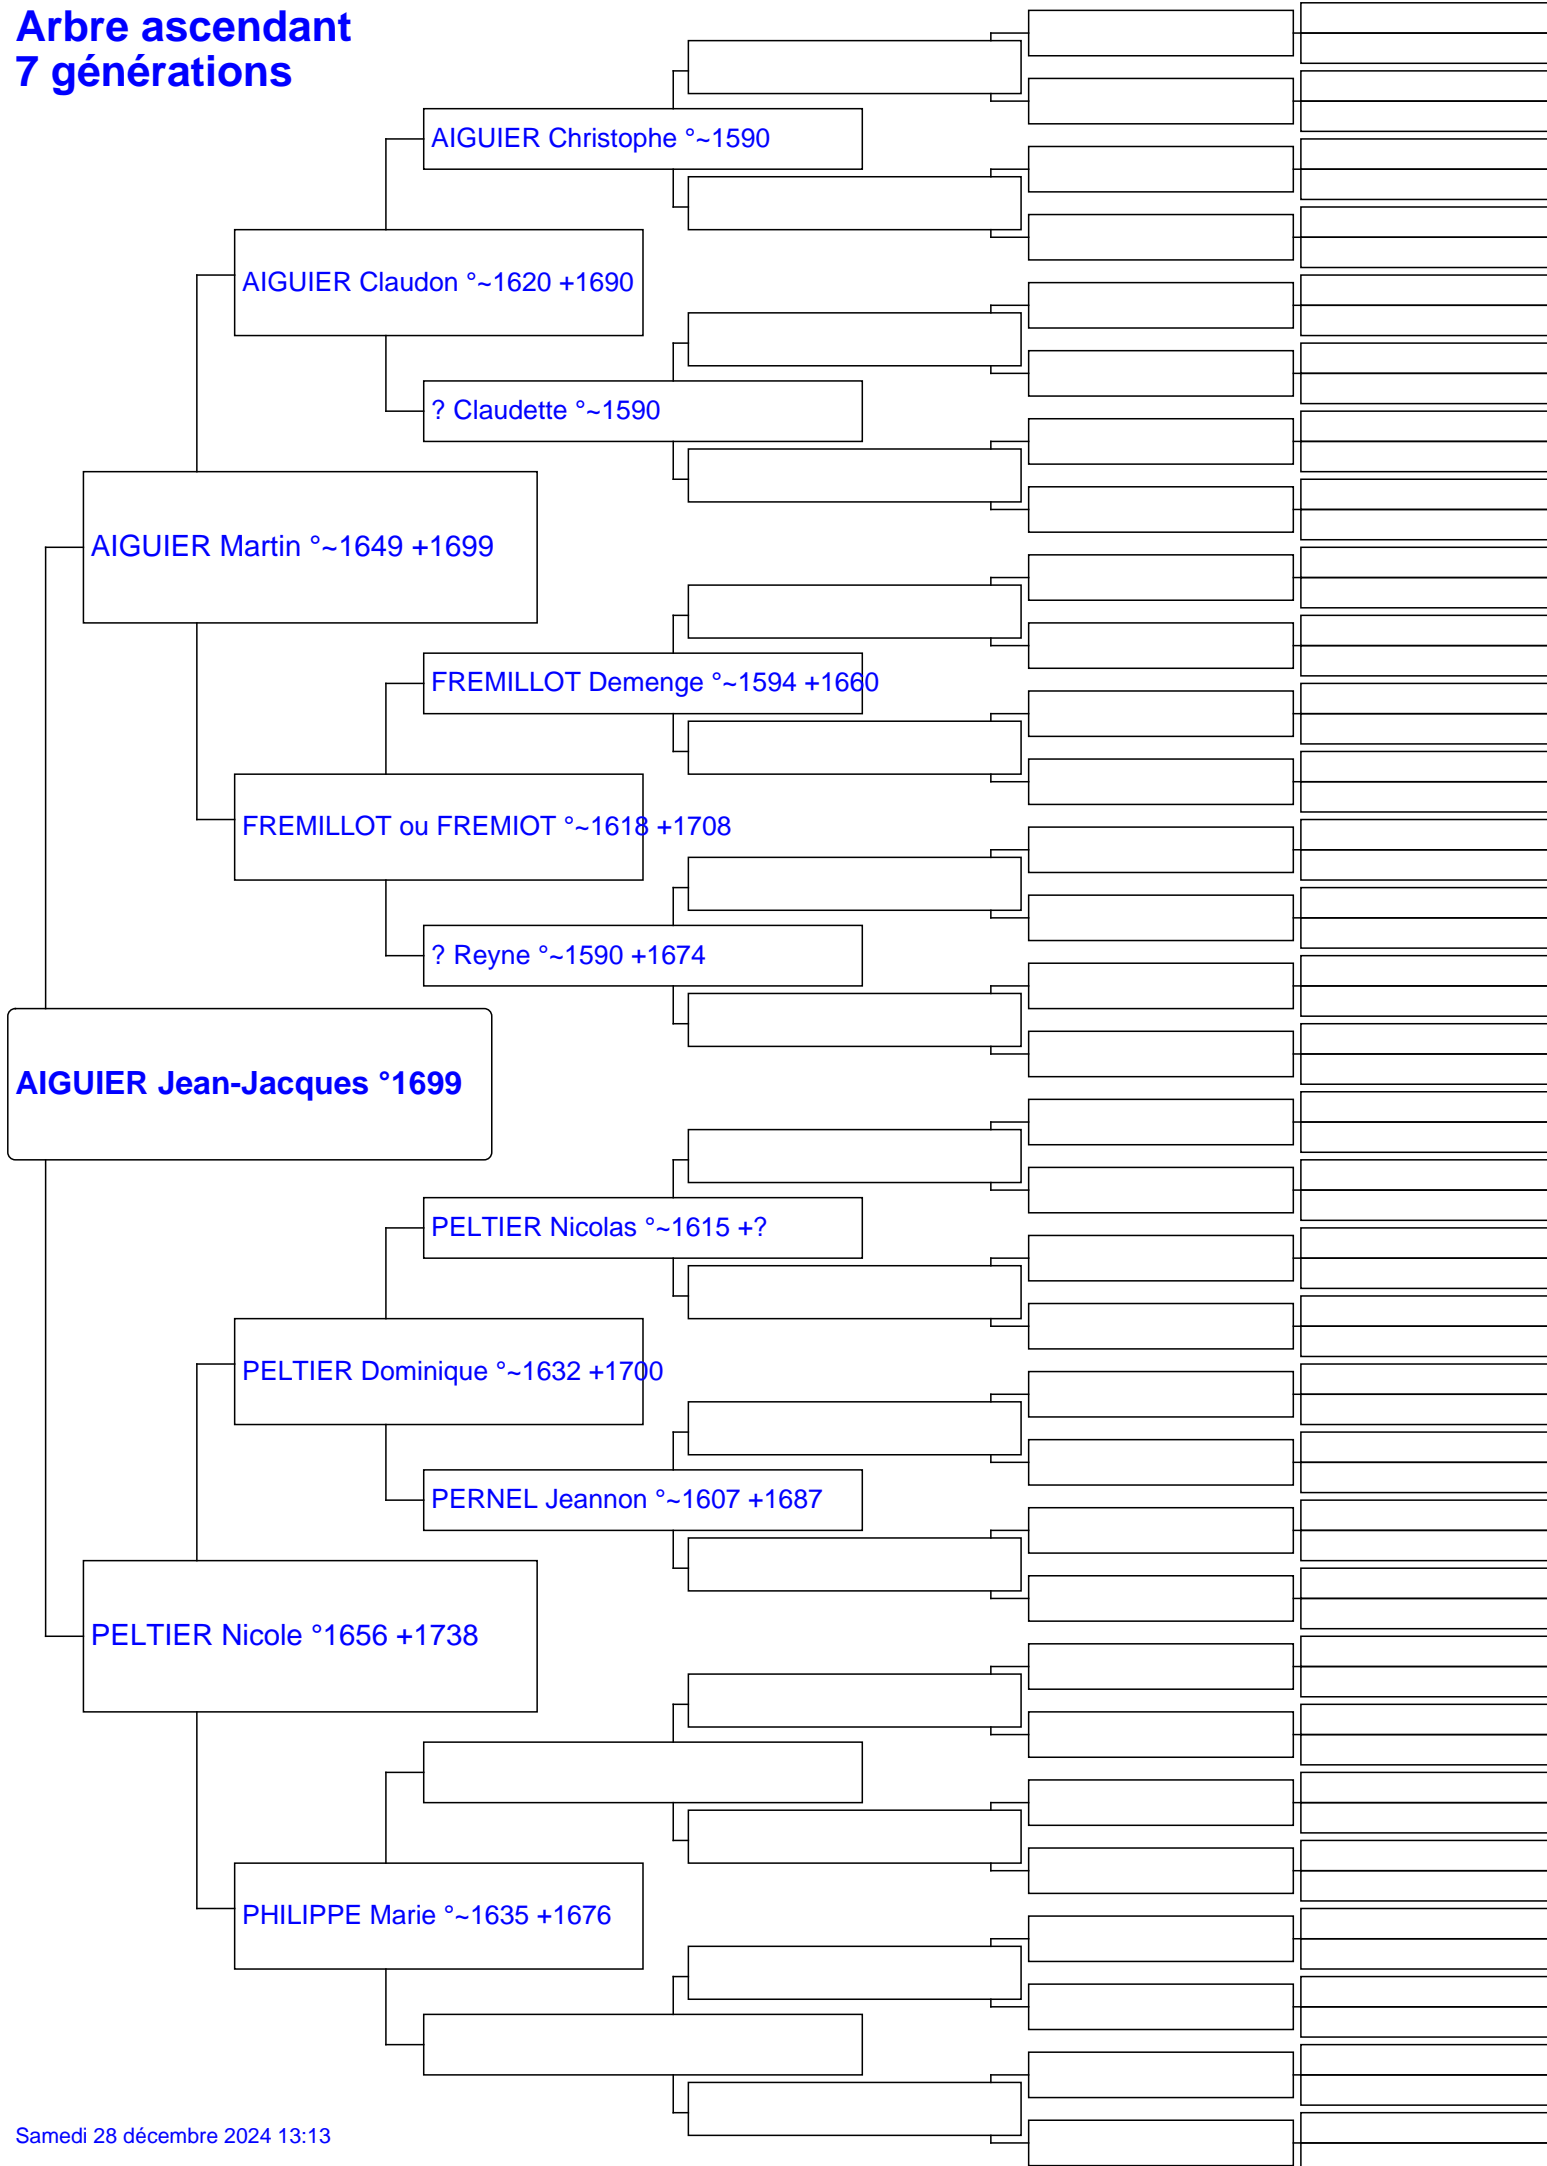 Arbre ascendant
7 générations
AIGUIER Christophe °~1590
AIGUIER Claudon °~1620 +1690
? Claudette °~1590
AIGUIER Martin °~1649 +1699
FREMILLOT Demenge °~1594 +1660
FREMILLOT ou FREMIOT °~1618 +1708
? Reyne °~1590 +1674
AIGUIER Jean-Jacques °1699
PELTIER Nicolas °~1615 +?
PELTIER Dominique °~1632 +1700
PERNEL Jeannon °~1607 +1687
PELTIER Nicole °1656 +1738
PHILIPPE Marie °~1635 +1676
Samedi 28 décembre 2024 13:13